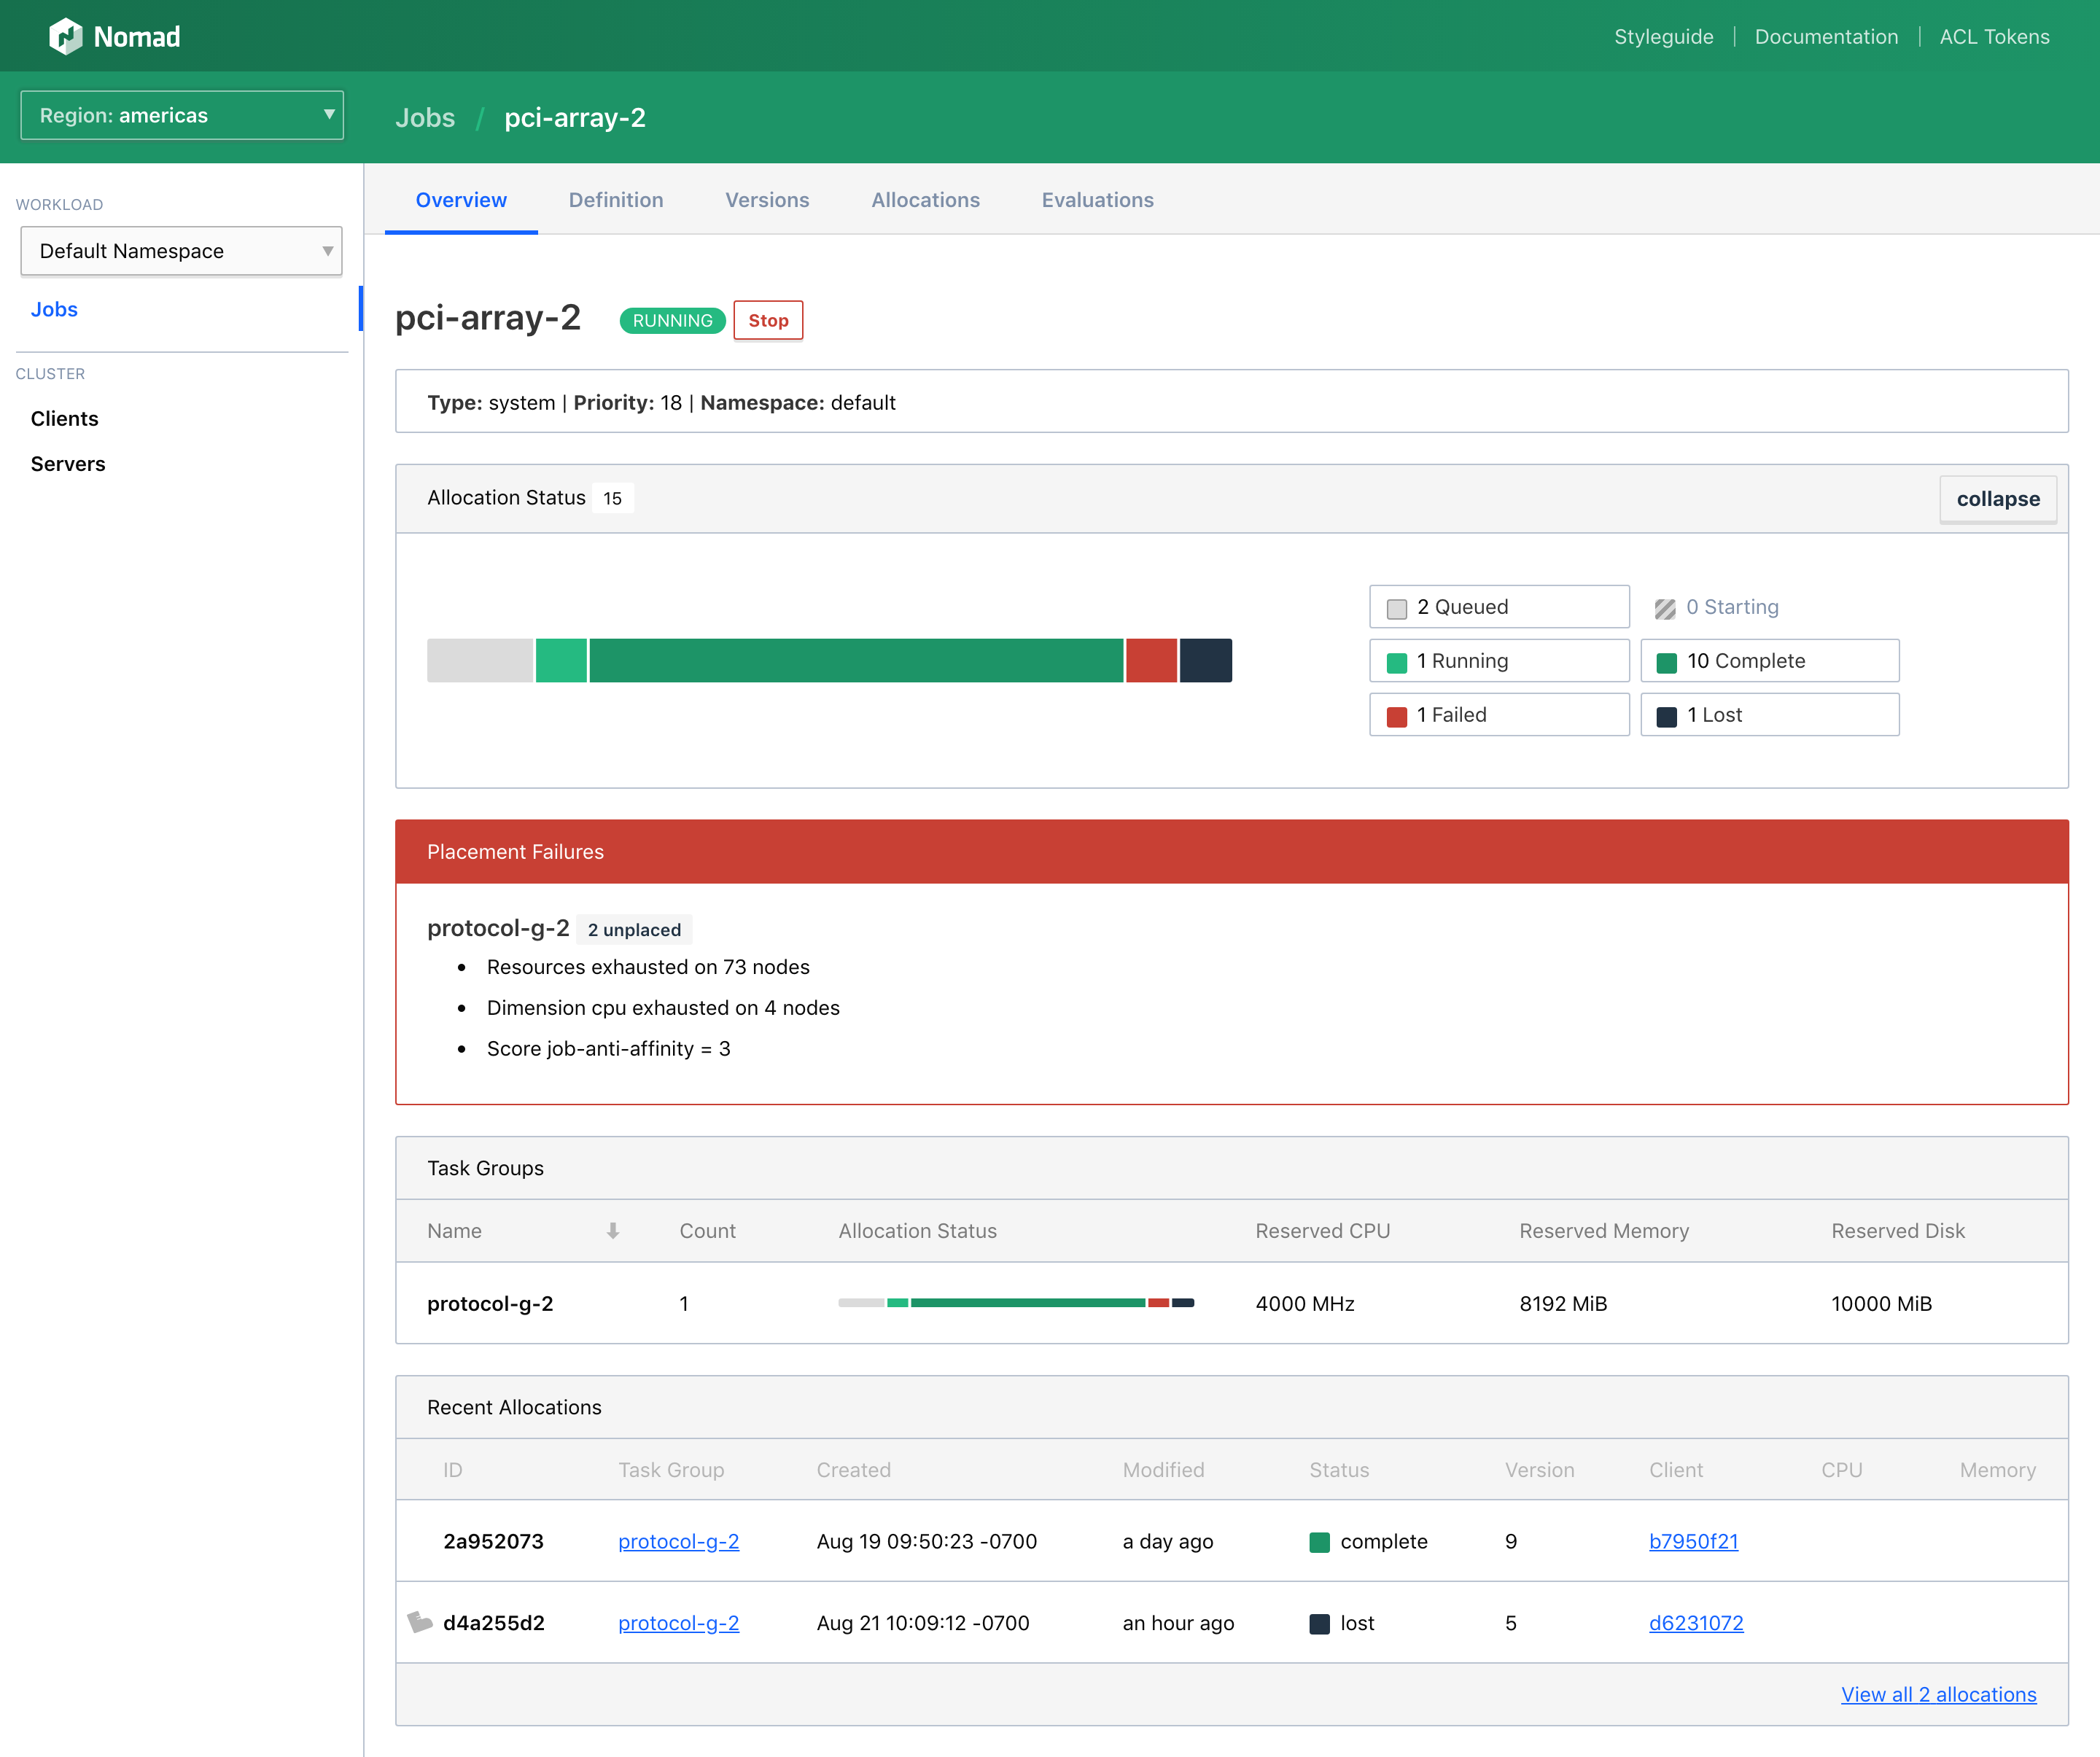 Nomad
Styleguide | Documentation | ACL Tokens
Region: americas
Jobs / pci-array-2
WORKLOAD
Default Namespace
Jobs
CLUSTER
Clients
Servers
Overview Definition Versions Allocations Evaluations
pci-array-2 RUNNING Stop
Type: system | Priority: 18 | Namespace: default
Allocation Status 15 collapse
2 Queued 0 Starting
1 Running 10 Complete
1 Failed 1 Lost
Placement Failures
protocol-g-2 2 unplaced
• Resources exhausted on 73 nodes
• Dimension cpu exhausted on 4 nodes
• Score job-anti-affinity = 3
Task Groups
Name Count Allocation Status Reserved CPU Reserved Memory Reserved Disk
protocol-g-2 1 4000 MHz 8192 MiB 10000 MiB
Recent Allocations
ID Task Group Created Modified Status Version Client CPU Memory
2a952073 protocol-g-2 Aug 19 09:50:23 -0700 a day ago complete 9 b7950f21
d4a255d2 protocol-g-2 Aug 21 10:09:12 -0700 an hour ago lost 5 d6231072
View all 2 allocations